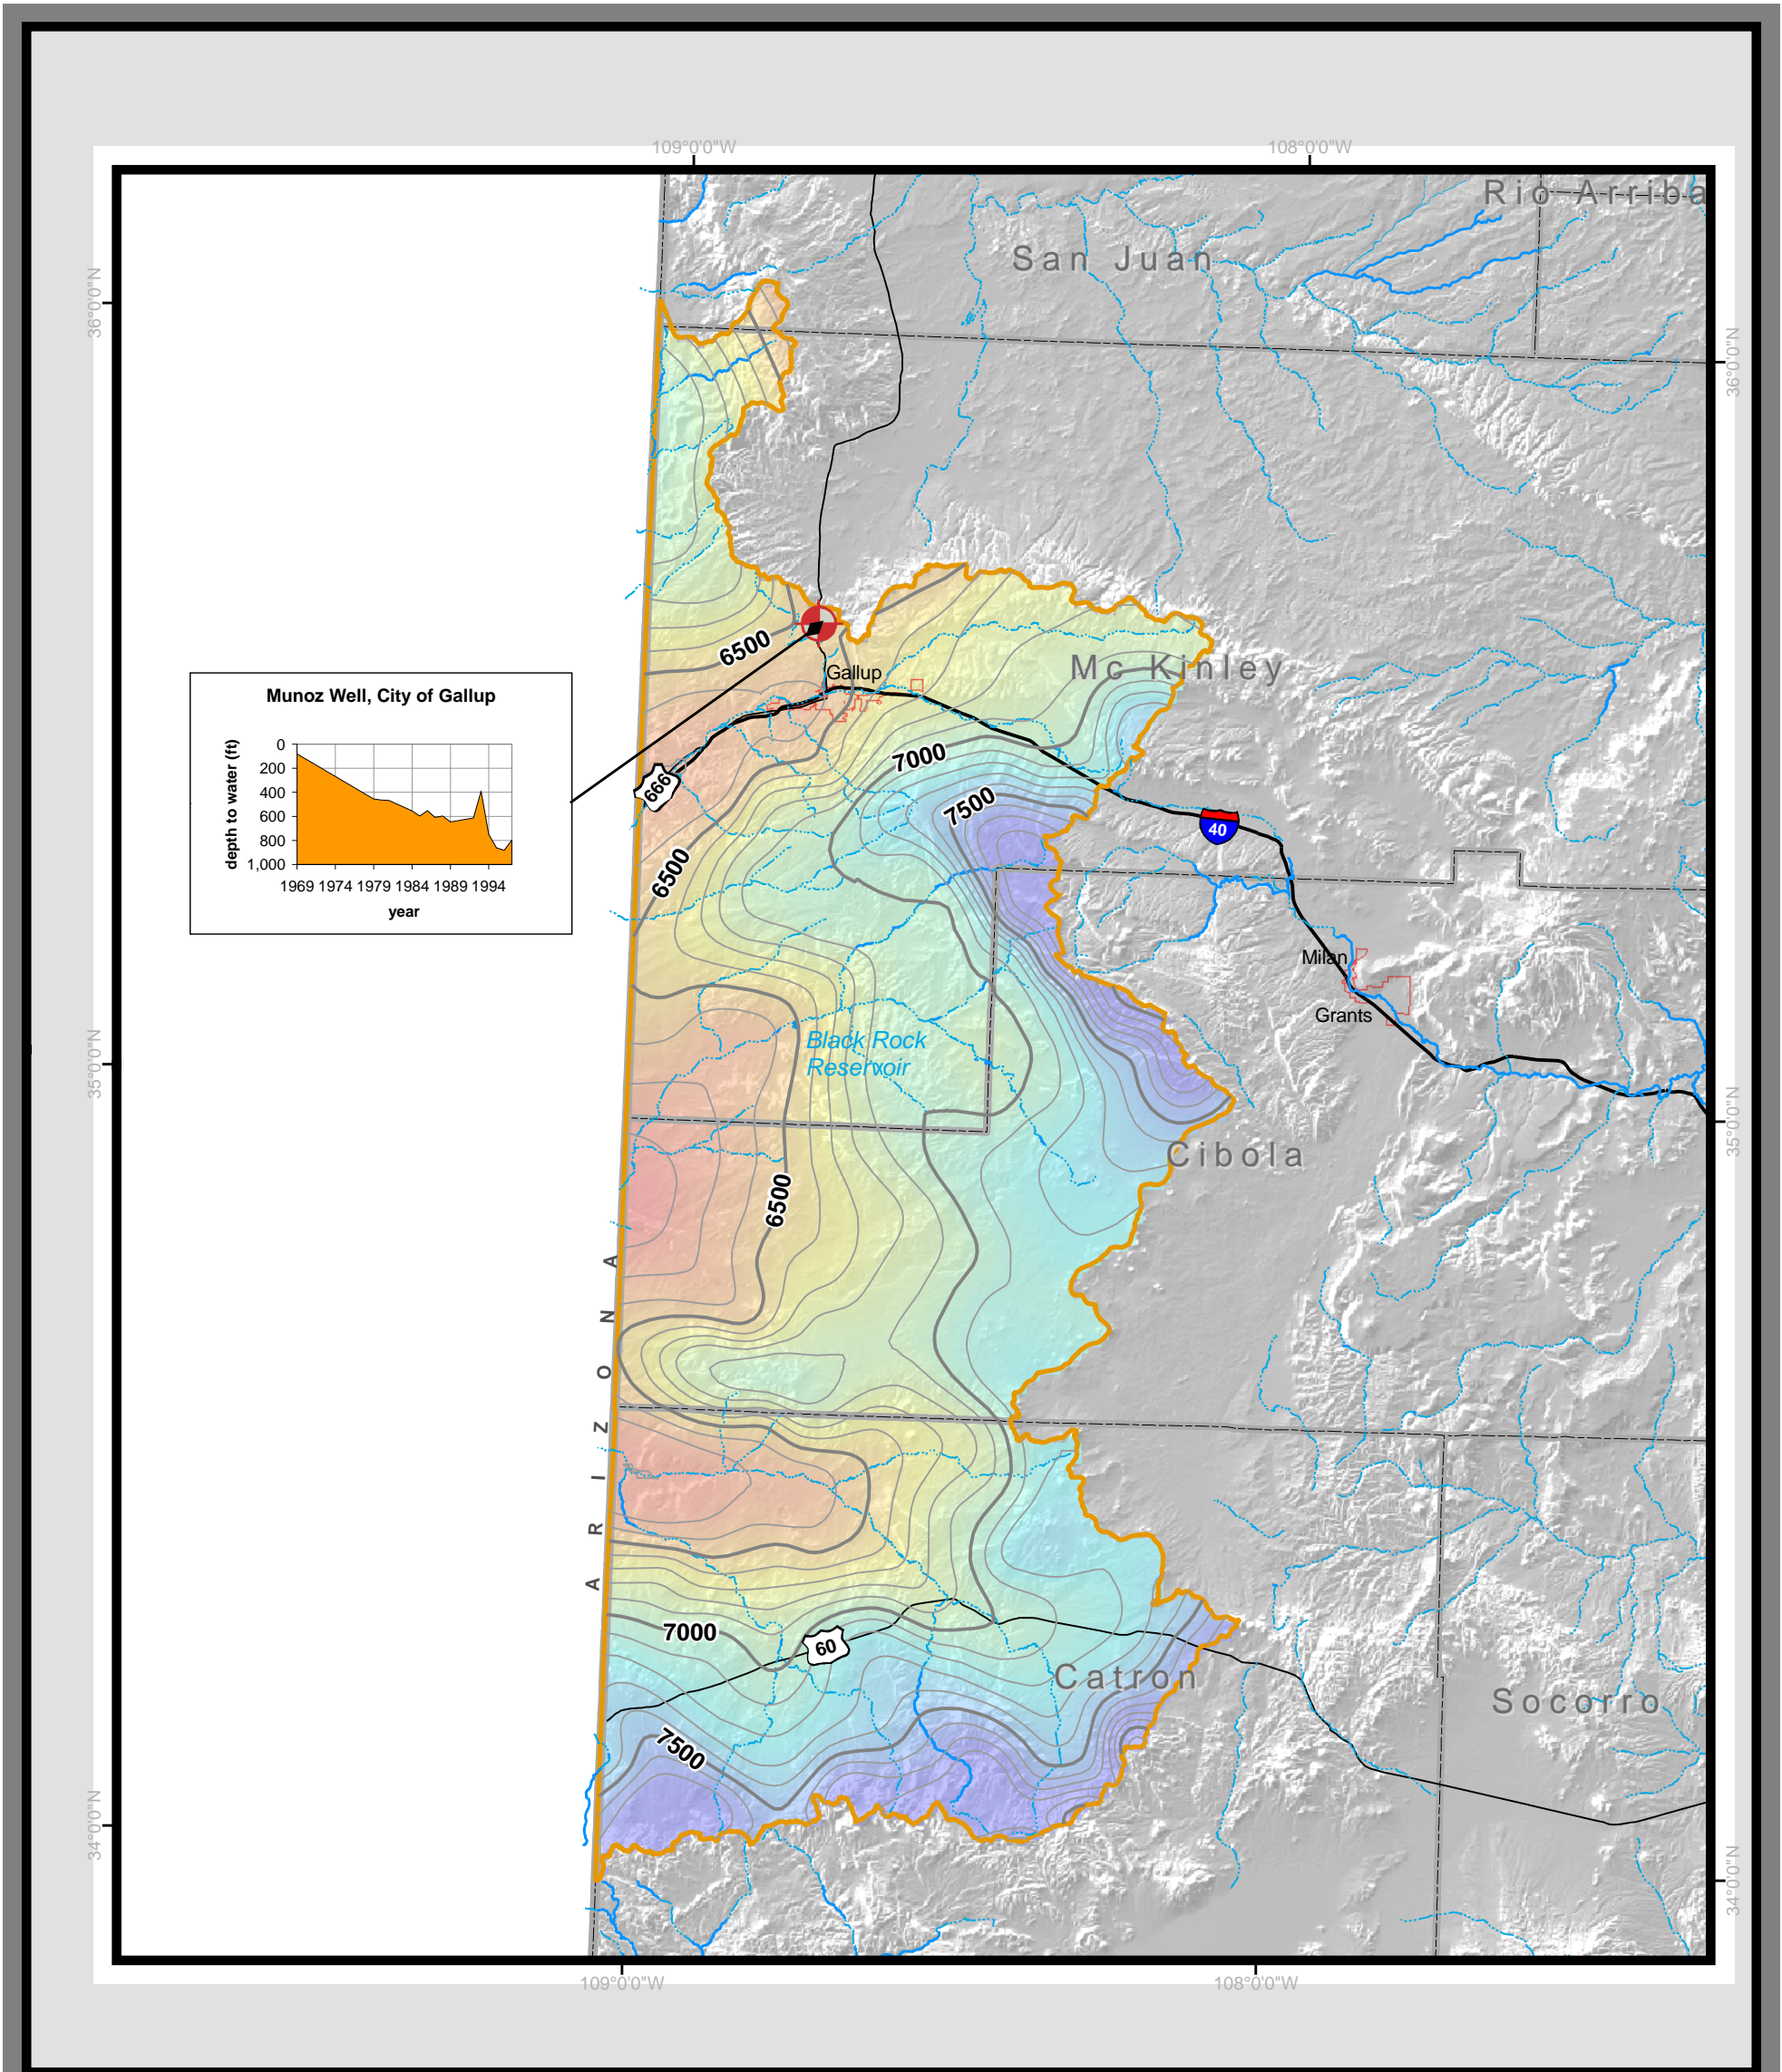 109°0'0"W
108°0'0"W
Rio Arriba
San Juan
36°0'0"N
36°0'0"N
6500
Gallup
Mc Kinley
Munoz Well, City of Gallup
depth to water (ft)
0
200
400
600
800
1,000
1969 1974 1979 1984 1989 1994
year
7000
666
7500
40
6500
Milan
Grants
Black Rock
Reservoir
35°0'0"N
35°0'0"N
Cibola
6500
ARIZONA
7000
60
Catron
Socorro
7500
34°0'0"N
34°0'0"N
109°0'0"W
108°0'0"W